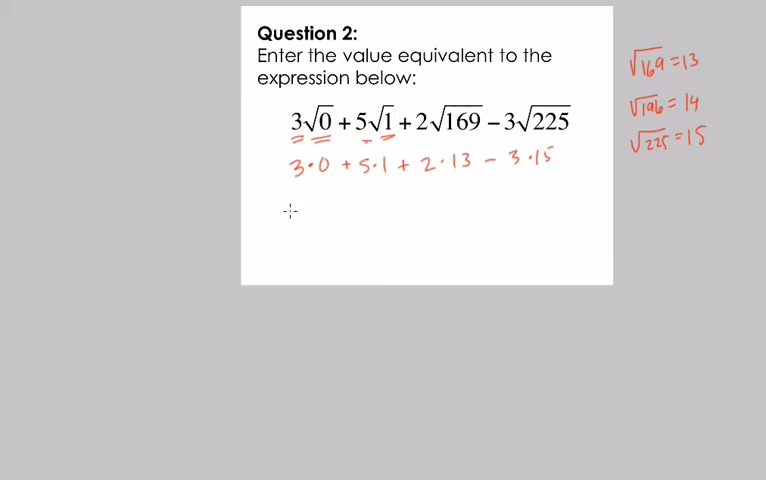 Question 2:
Enter the value equivalent to the
expression below:
3√0 + 5√1 + 2√169 − 3√225
3·0 + 5·1 + 2·13 − 3·15
√169 = 13
√196 = 14
√225 = 15